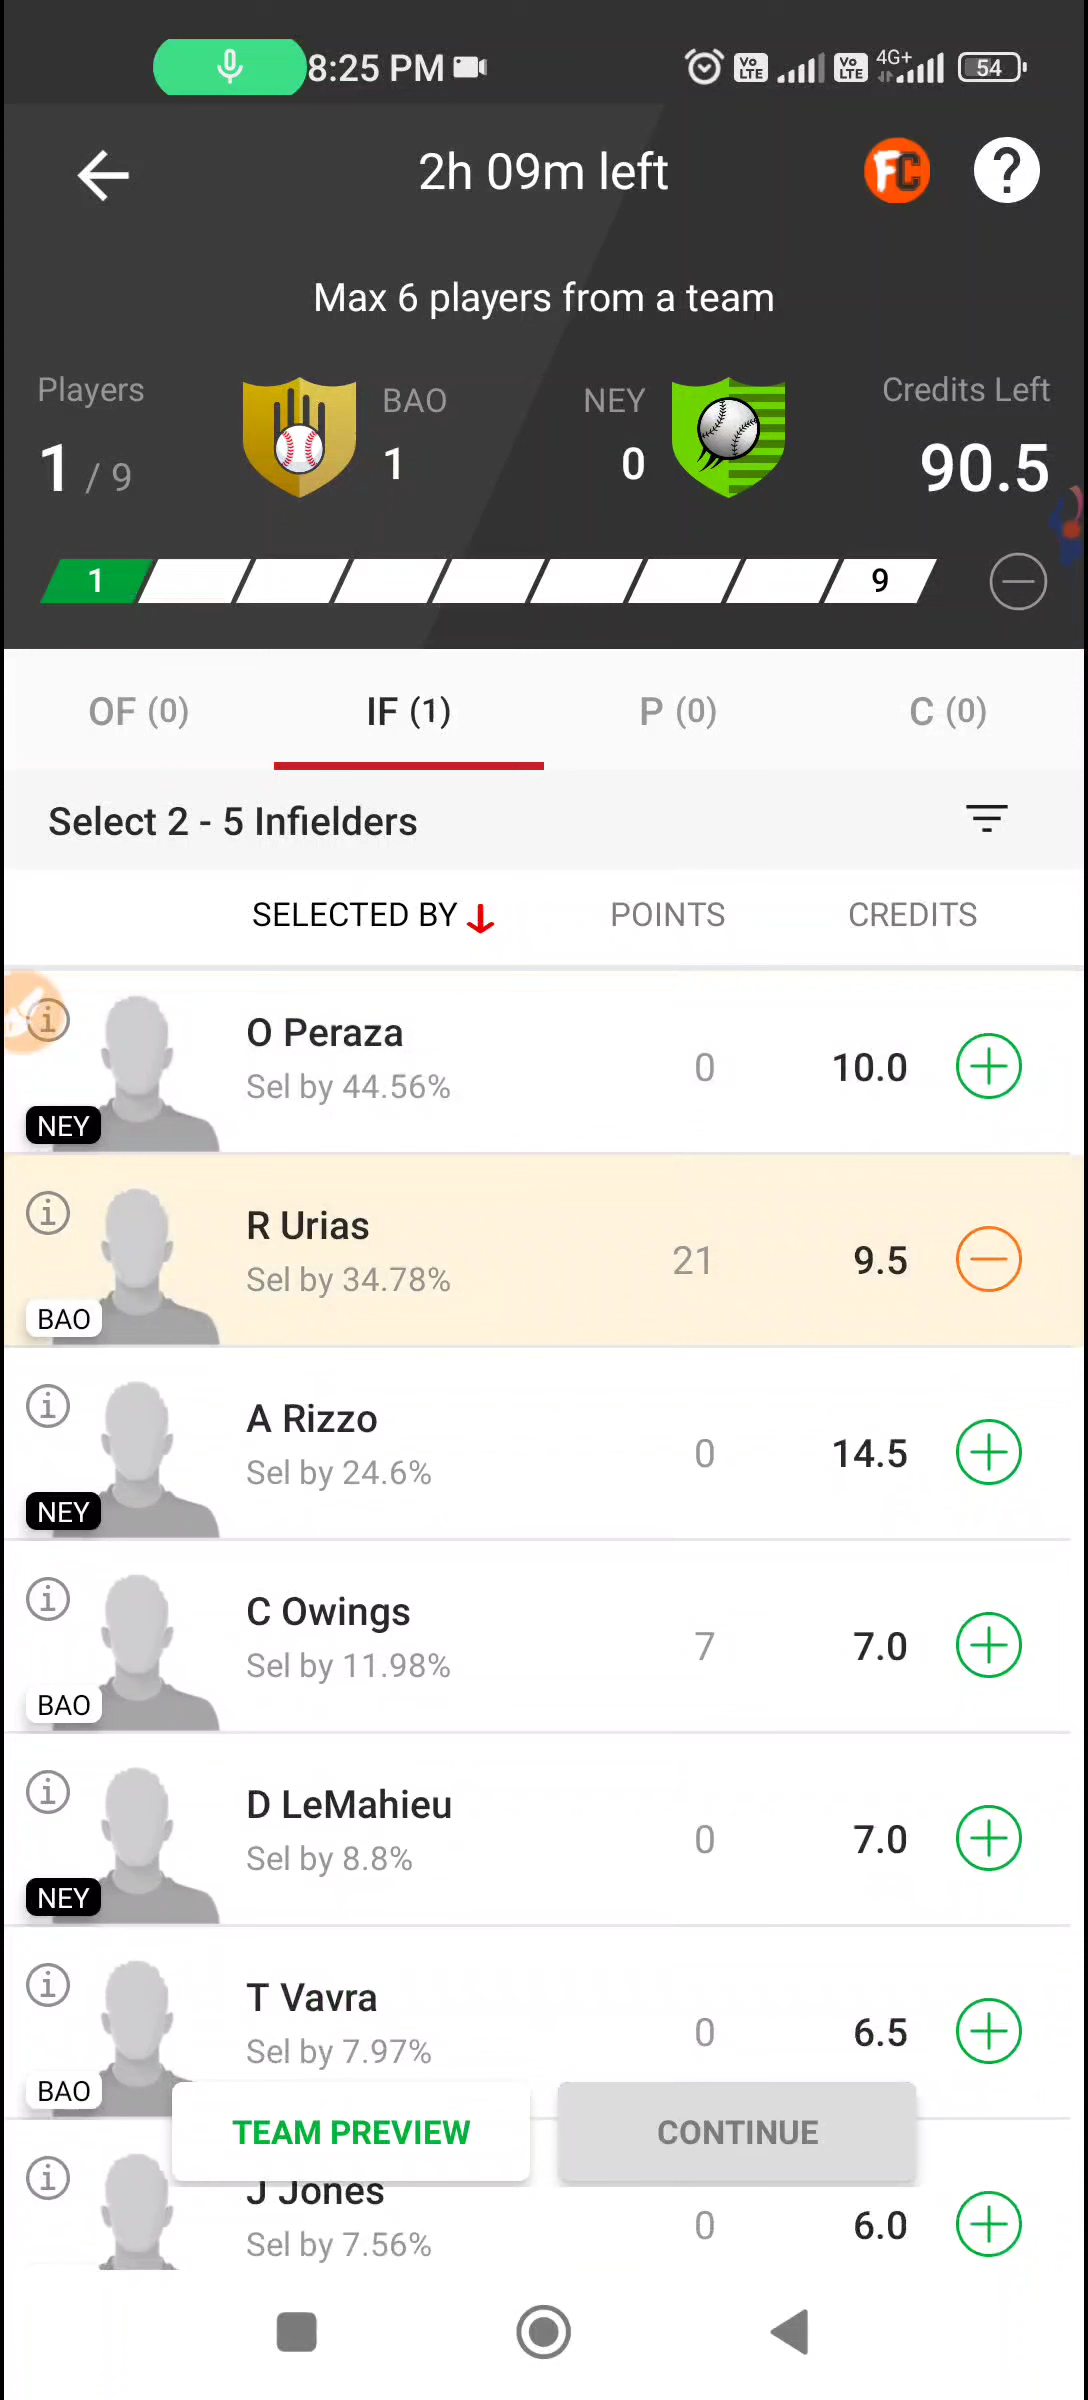 8:25 PM
Vo LTE
Vo LTE
4G+
54
2h 09m left
FC
?
Max 6 players from a team
Players
BAO
NEY
Credits Left
1 / 9
1
0
90.5
1
9
OF (0)
IF (1)
P (0)
C (0)
Select 2 - 5 Infielders
SELECTED BY
POINTS
CREDITS
i
O Peraza
Sel by 44.56%
0
10.0
NEY
i
R Urias
Sel by 34.78%
21
9.5
BAO
i
A Rizzo
Sel by 24.6%
0
14.5
NEY
i
C Owings
Sel by 11.98%
7
7.0
BAO
i
D LeMahieu
Sel by 8.8%
0
7.0
NEY
i
T Vavra
Sel by 7.97%
0
6.5
BAO
TEAM PREVIEW
CONTINUE
i
J Jones
Sel by 7.56%
0
6.0